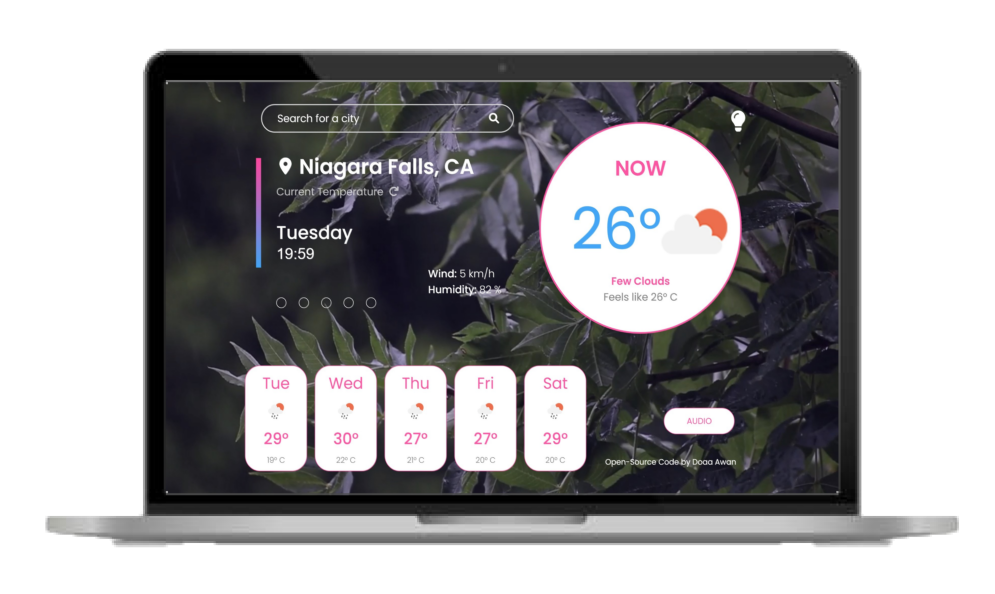 Search for a city
Niagara Falls, CA
Current Temperature
Tuesday
19:59
Wind: 5 km/h
Humidity: 82 %
NOW
26°
Few Clouds
Feels like 26° C
Tue
29°
19° C
Wed
30°
22° C
Thu
27°
21° C
Fri
27°
20° C
Sat
29°
20° C
AUDIO
Open-Source Code by Doaa Awan